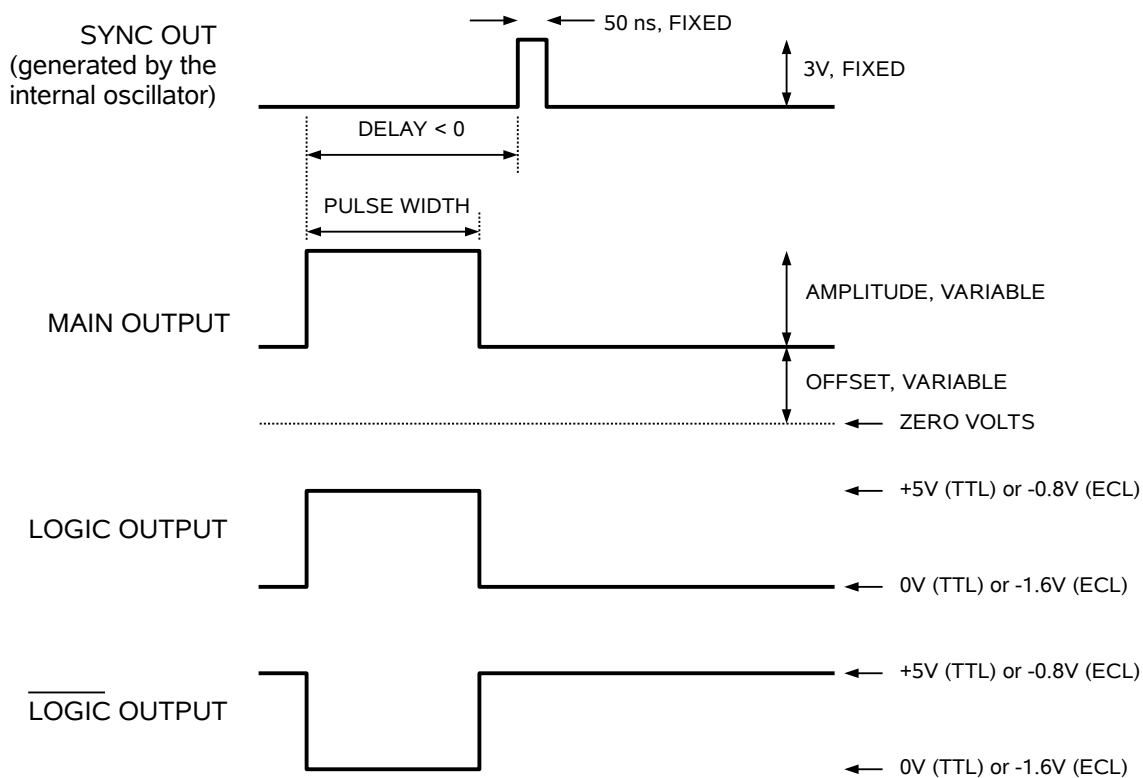 50 ns, FIXED
SYNC OUT
(generated by the
internal oscillator)
3V, FIXED
DELAY < 0
PULSE WIDTH
AMPLITUDE, VARIABLE
MAIN OUTPUT
OFFSET, VARIABLE
ZERO VOLTS
+5V (TTL) or -0.8V (ECL)
LOGIC OUTPUT
0V (TTL) or -1.6V (ECL)
+5V (TTL) or -0.8V (ECL)
LOGIC OUTPUT
0V (TTL) or -1.6V (ECL)